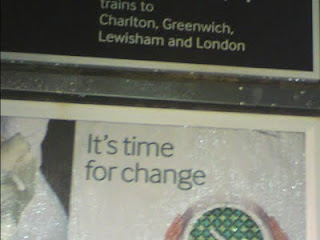 trains to
Charlton, Greenwich,
Lewisham and London
It's time
for change